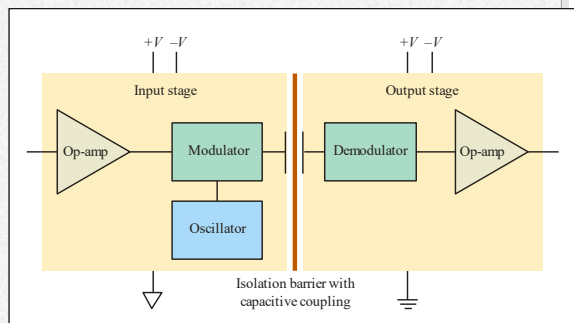 +V –V
+V –V
Input stage
Output stage
Op-amp
Modulator
Demodulator
Op-amp
Oscillator
Isolation barrier with
capacitive coupling